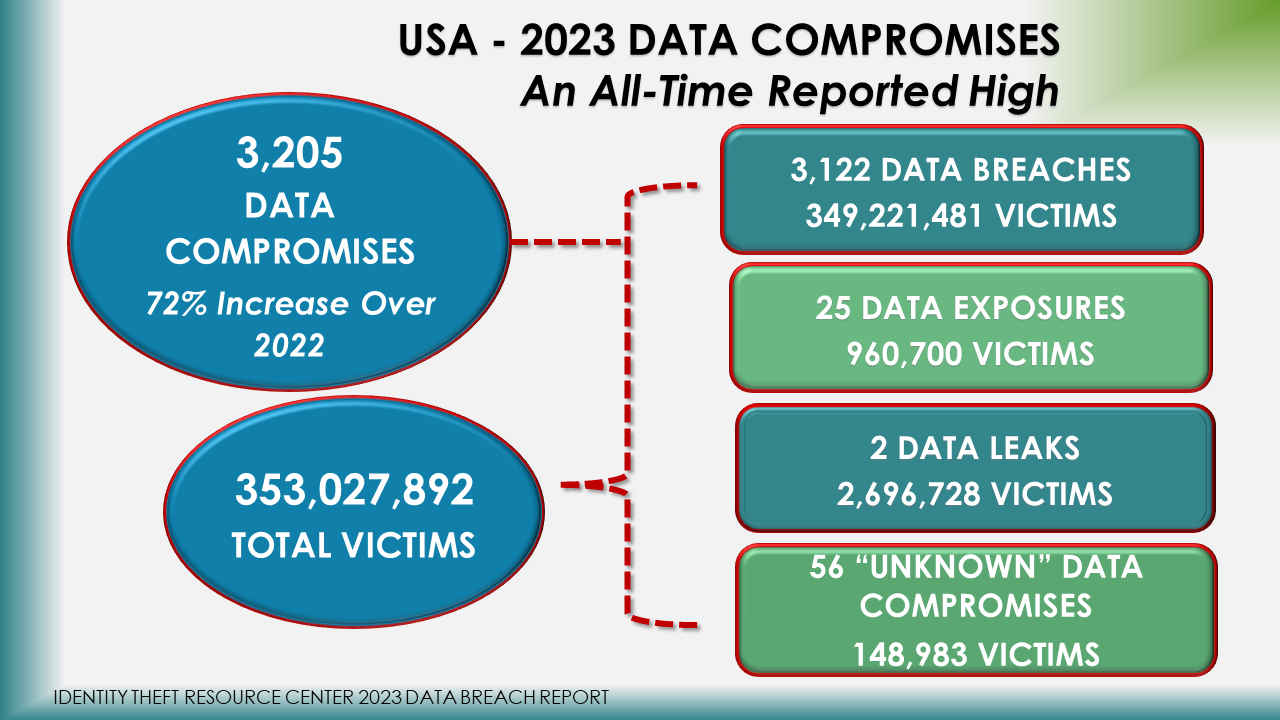 USA - 2023 DATA COMPROMISES
An All-Time Reported High
3,205
DATA
COMPROMISES
72% Increase Over
2022
353,027,892
TOTAL VICTIMS
3,122 DATA BREACHES
349,221,481 VICTIMS
25 DATA EXPOSURES
960,700 VICTIMS
2 DATA LEAKS
2,696,728 VICTIMS
56 “UNKNOWN” DATA
COMPROMISES
148,983 VICTIMS
IDENTITY THEFT RESOURCE CENTER 2023 DATA BREACH REPORT